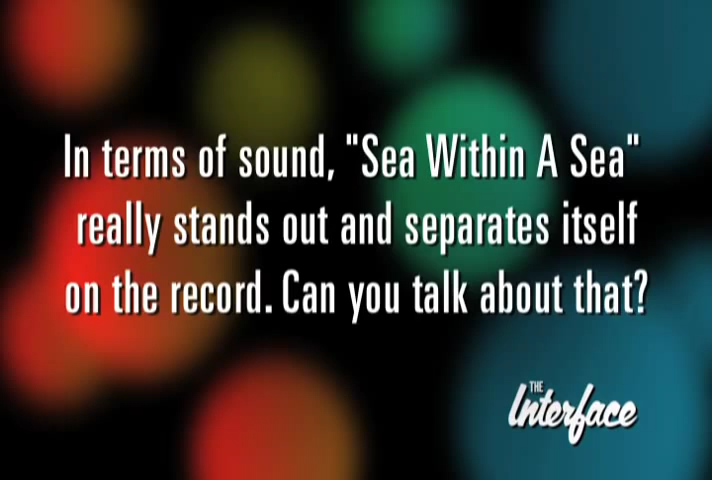 In terms of sound, "Sea Within A Sea"
really stands out and separates itself
on the record. Can you talk about that?
THE
Interface